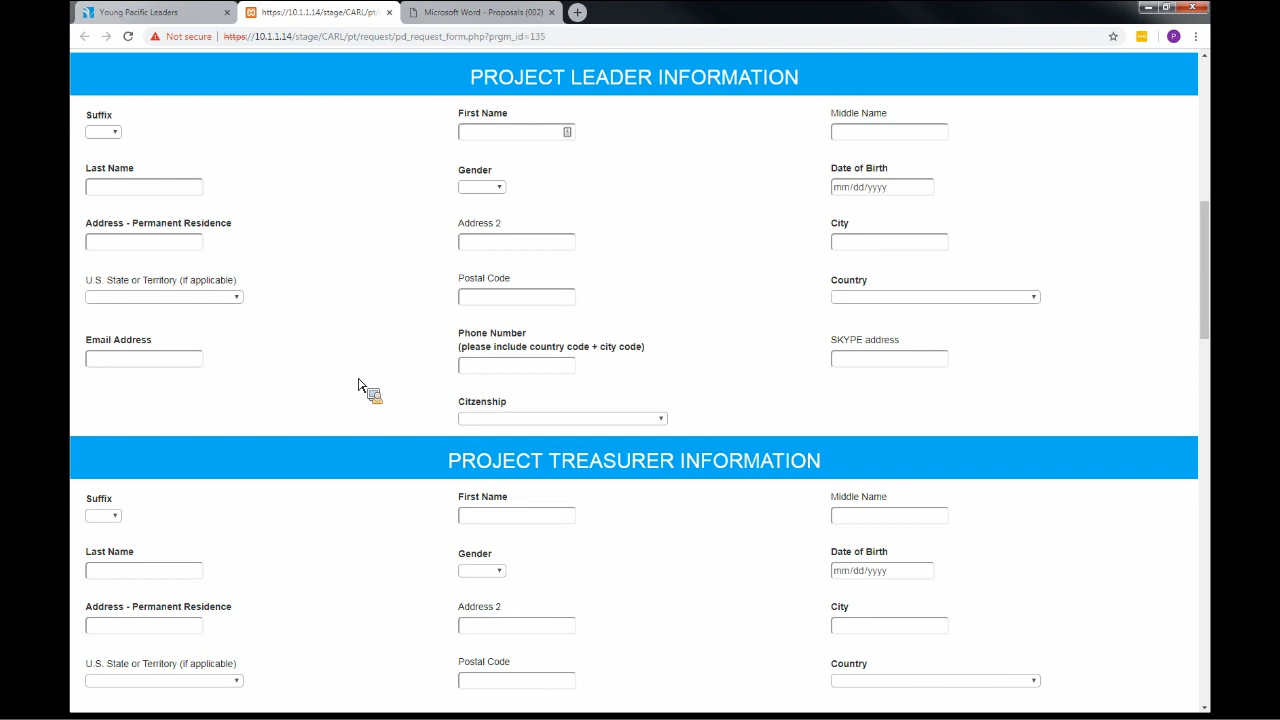 Young Pacific Leaders
https://10.1.1.14/stage/CARL/pt/
Microsoft Word - Proposals (002)
Not secure
https://10.1.1.14/stage/CARL/pt/request/pd_request_form.php?prgm_id=135
P
PROJECT LEADER INFORMATION
Suffix
First Name
Middle Name
Last Name
Gender
Date of Birth
mm/dd/yyyy
Address - Permanent Residence
Address 2
City
U.S. State or Territory (if applicable)
Postal Code
Country
Email Address
Phone Number
(please include country code + city code)
SKYPE address
Citzenship
PROJECT TREASURER INFORMATION
Suffix
First Name
Middle Name
Last Name
Gender
Date of Birth
mm/dd/yyyy
Address - Permanent Residence
Address 2
City
U.S. State or Territory (if applicable)
Postal Code
Country